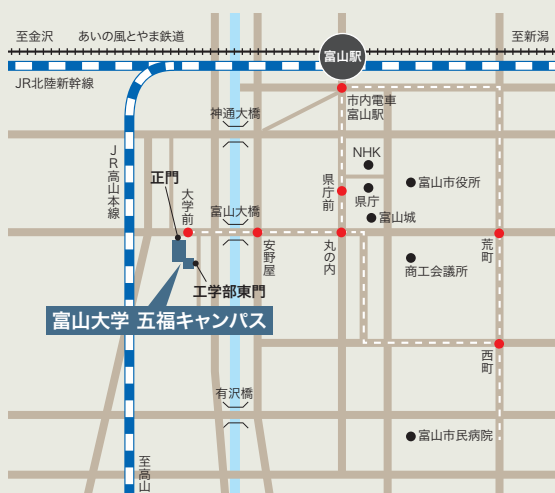 至金沢
あいの風とやま鉄道
至新潟
富山駅
JR北陸新幹線
市内電車
富山駅
神通大橋
JR高山本線
NHK
正門
大学前
県庁前
県庁
富山市役所
富山大橋
富山城
安野屋
丸の内
荒町
商工会議所
工学部東門
富山大学 五福キャンパス
西町
有沢橋
富山市民病院
至高山